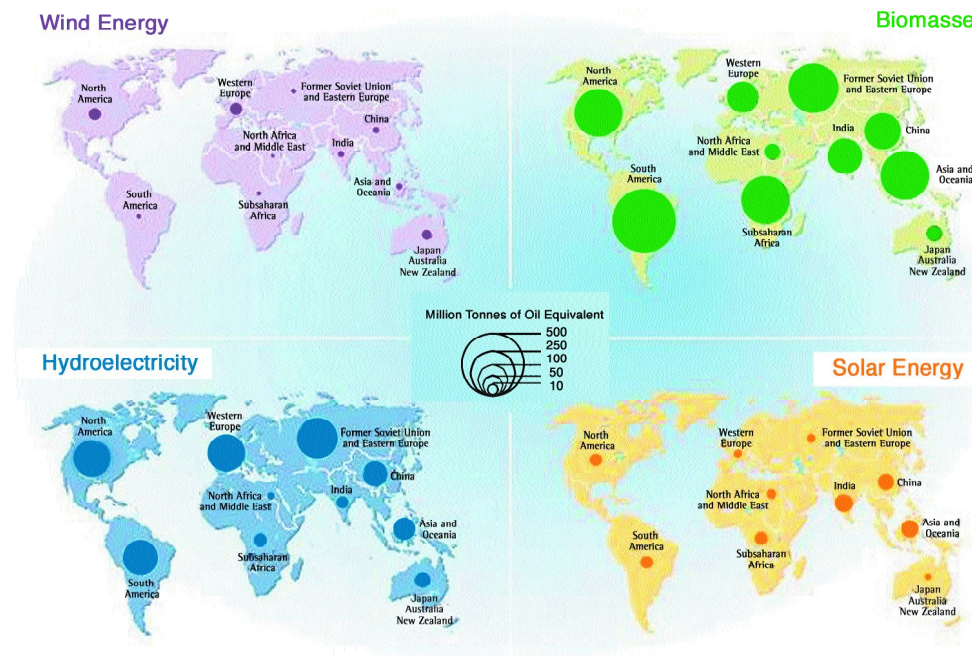 Wind Energy
North
America
Western
Europe
Former Soviet Union
and Eastern Europe
China
North Africa
and Middle East
India
Asia and
Oceania
South
America
Subsaharan
Africa
Japan
Australia
New Zealand
Biomasse
North
America
Western
Europe
Former Soviet Union
and Eastern Europe
India
China
North Africa
and Middle East
South
America
Asia and
Oceania
Subsaharan
Africa
Japan
Australia
New Zealand
Million Tonnes of Oil Equivalent
500
250
100
50
10
Hydroelectricity
North
America
Western
Europe
Former Soviet Union
and Eastern Europe
China
India
North Africa
and Middle East
Asia and
Oceania
Subsaharan
Africa
South
America
Japan
Australia
New Zealand
Solar Energy
North
America
Western
Europe
Former Soviet Union
and Eastern Europe
China
India
North Africa
and Middle East
Asia and
Oceania
South
America
Subsaharan
Africa
Japan
Australia
New Zealand